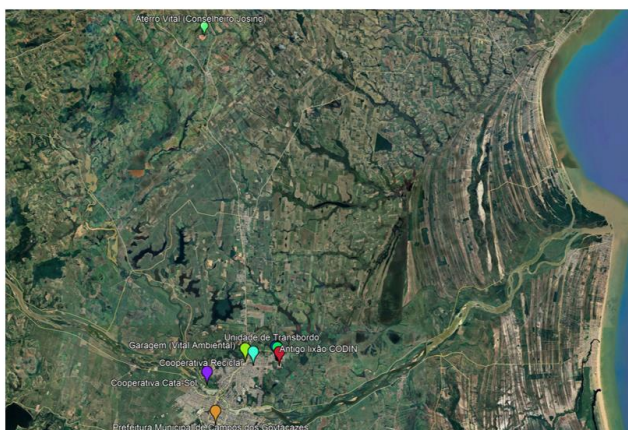 Aterro Vital (Conselheiro Josino)
Unidade de Transbordo
Garagem (Vital Ambiental)
Antigo lixão CODIN
Cooperativa Reciclar
Cooperativa Cata-Sol
Prefeitura Municipal de Campos dos Goytacazes